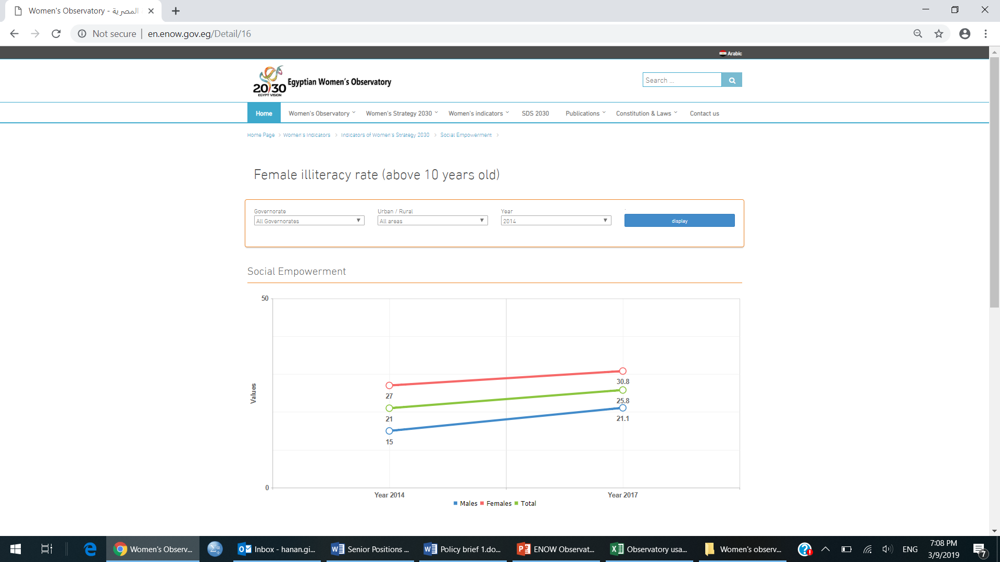 Women's Observatory - المصرية
Not secure | en.enow.gov.eg/Detail/16
Arabic
2030
EGYPT VISION
Egyptian Women's Observatory
Search ...
Home Women's Observatory Women's Strategy 2030 Women's indicators SDS 2030 Publications Constitution & Laws Contact us
Home Page > Women's Indicators > Indicators of Women's Strategy 2030 > Social Empowerment >
Female illiteracy rate (above 10 years old)
Governorate Urban / Rural Year .
All Governorates All areas 2014 display
Social Empowerment
50
30.8
27
25.8
21
21.1
15
Values
0
Year 2014 Year 2017
Males Females Total
Women's Observ... Inbox - hanan.gi... Senior Positions ... Policy brief 1.do... ENOW Observat... Observatory usa... Women's observ... ENG
7:08 PM
3/9/2019
7